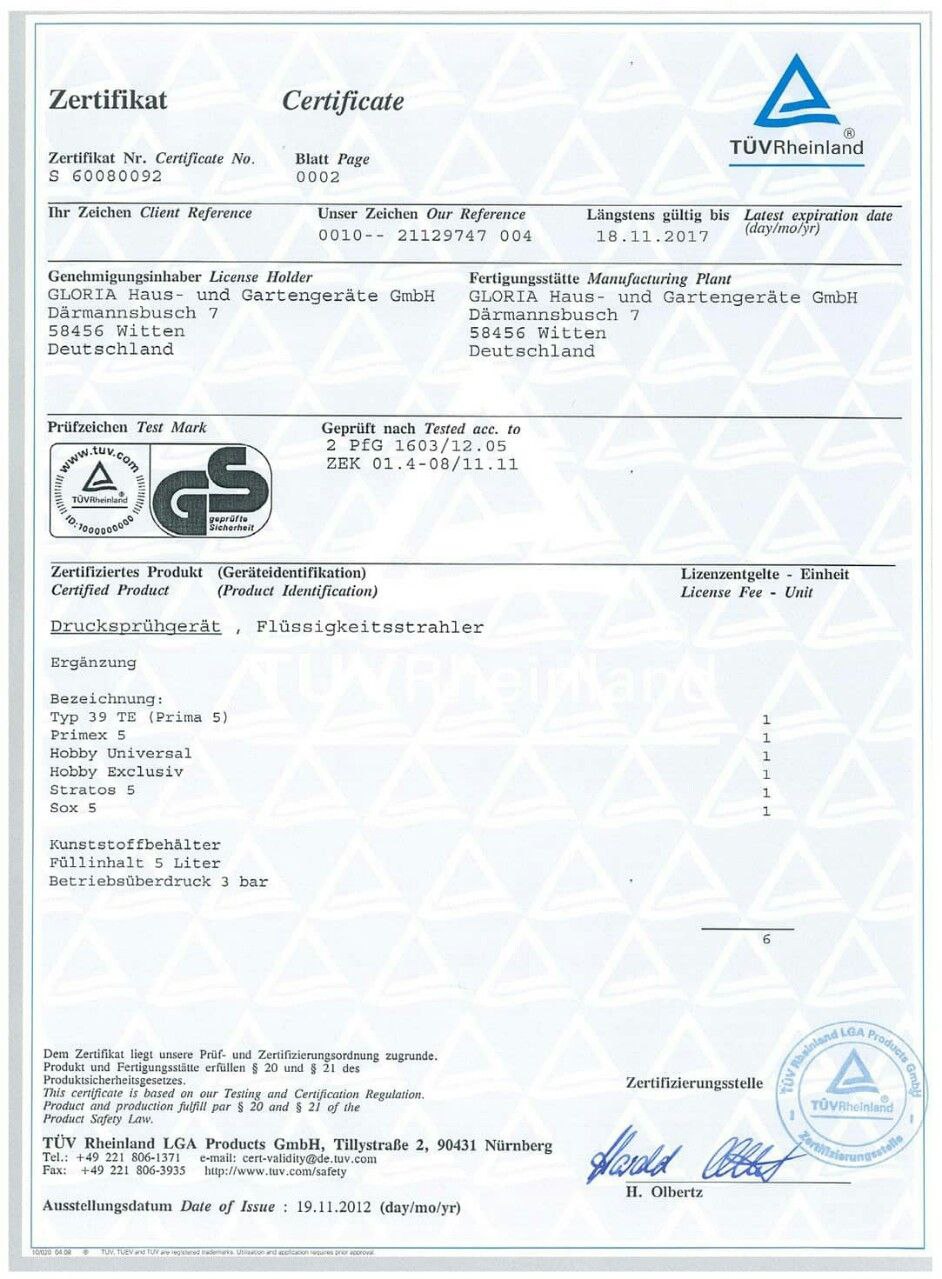 Zertifikat Certificate
TÜVRheinland®
Zertifikat Nr. Certificate No. Blatt Page
S 60080092 0002
Ihr Zeichen Client Reference Unser Zeichen Our Reference Längstens gültig bis Latest expiration date
(day/mo/yr)
0010-- 21129747 004 18.11.2017
Genehmigungsinhaber License Holder Fertigungsstätte Manufacturing Plant
GLORIA Haus- und Gartengeräte GmbH GLORIA Haus- und Gartengeräte GmbH
Därmannsbusch 7 Därmannsbusch 7
58456 Witten 58456 Witten
Deutschland Deutschland
Prüfzeichen Test Mark Geprüft nach Tested acc. to
2 PfG 1603/12.05
ZEK 01.4-08/11.11
www.tuv.com
TÜVRheinland®
ID:1000000000
GS
geprüfte
Sicherheit
Zertifiziertes Produkt (Geräteidentifikation) Lizenzentgelte - Einheit
Certified Product (Product Identification) License Fee - Unit
Drucksprühgerät , Flüssigkeitsstrahler
TÜVRheinland
Ergänzung
Bezeichnung:
Typ 39 TE (Prima 5) 1
Primex 5 1
Hobby Universal 1
Hobby Exclusiv 1
Stratos 5 1
Sox 5 1
Kunststoffbehälter
Füllinhalt 5 Liter
Betriebsüberdruck 3 bar
6
Dem Zertifikat liegt unsere Prüf- und Zertifizierungsordnung zugrunde.
Produkt und Fertigungsstätte erfüllen § 20 und § 21 des
Produktsicherheitsgesetzes.
This certificate is based on our Testing and Certification Regulation.
Product and production fulfill par § 20 and § 21 of the
Product Safety Law.
Zertifizierungsstelle
TÜV Rheinland LGA Products GmbH
TÜVRheinland®
Zertifizierungsstelle
TÜV Rheinland LGA Products GmbH, Tillystraße 2, 90431 Nürnberg
Tel.: +49 221 806-1371 e-mail: cert-validity@de.tuv.com
Fax: +49 221 806-3935 http://www.tuv.com/safety
Harald Olbertz
H. Olbertz
Ausstellungsdatum Date of Issue : 19.11.2012 (day/mo/yr)
10/020 04.08 ® TÜV, TUEV and TUV are registered trademarks. Utilisation and application requires prior approval.